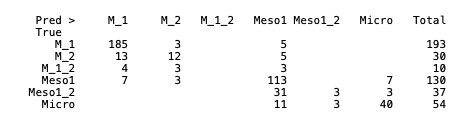 Pred > M_1 M_2 M_1_2 Meso1 Meso1_2 Micro Total
True
M_1 185 3 5 193
M_2 13 12 5 30
M_1_2 4 3 3 10
Meso1 7 3 113 7 130
Meso1_2 31 3 3 37
Micro 11 3 40 54